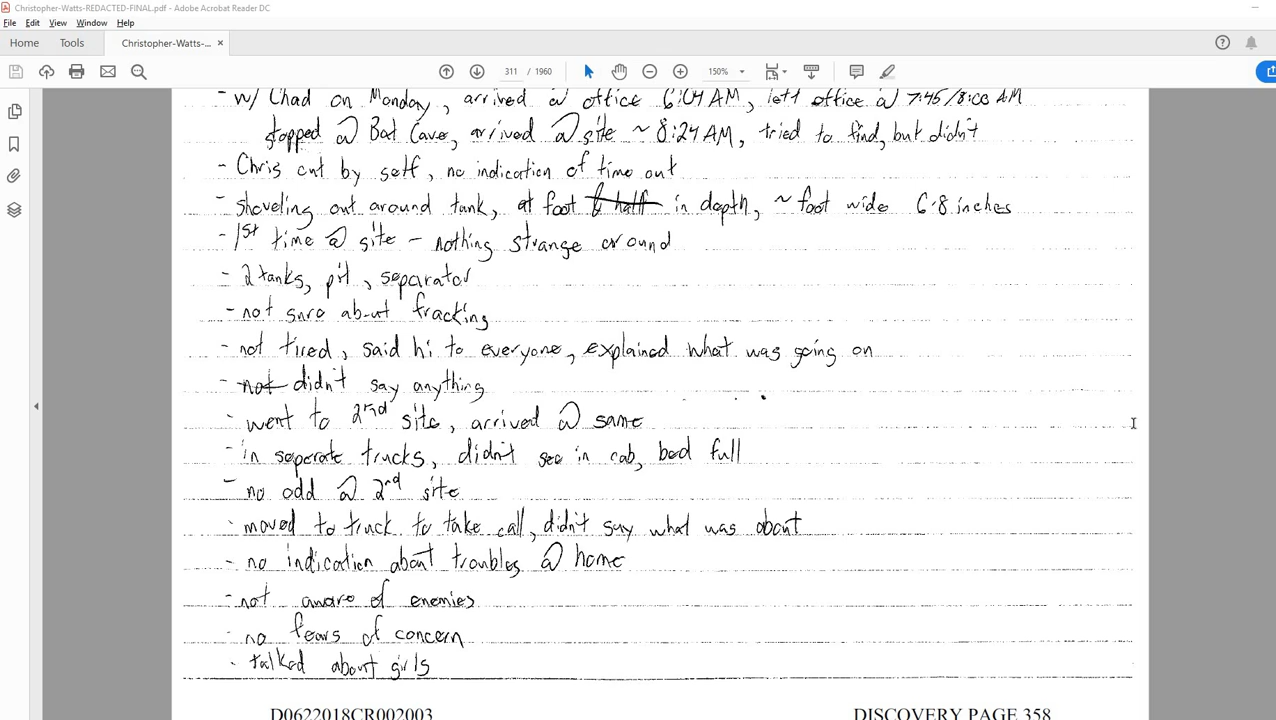 Christopher-Watts-REDACTED-FINAL.pdf - Adobe Acrobat Reader DC
File Edit View Window Help
Home Tools Christopher-Watts-... ×
311 / 1960 150%
- w/ Chad on Monday, arrived @ office 6:04 AM, left office @ 7:45/8:00 AM
stopped @ Bat Cave, arrived @ site ~ 8:24 AM, tried to find, but didn't
- Chris out by self, no indication of time out
- shoveling out around tank, at foot & half in depth, ~ foot wide 6-8 inches
- 1st time @ site - nothing strange around
- 2 tanks, pit, separator
- not sure about fracking
- not tired, said hi to everyone, explained what was going on
- not didn't say anything
- went to 2nd site, arrived @ same
- in separate trucks, didn't see in cab, bed full
- no odd @ 2nd site
- moved to truck to take call, didn't say what was about
- no indication about troubles @ home
- not aware of enemies
- no fears of concern
- talked about girls
D0622018CR002003 DISCOVERY PAGE 358